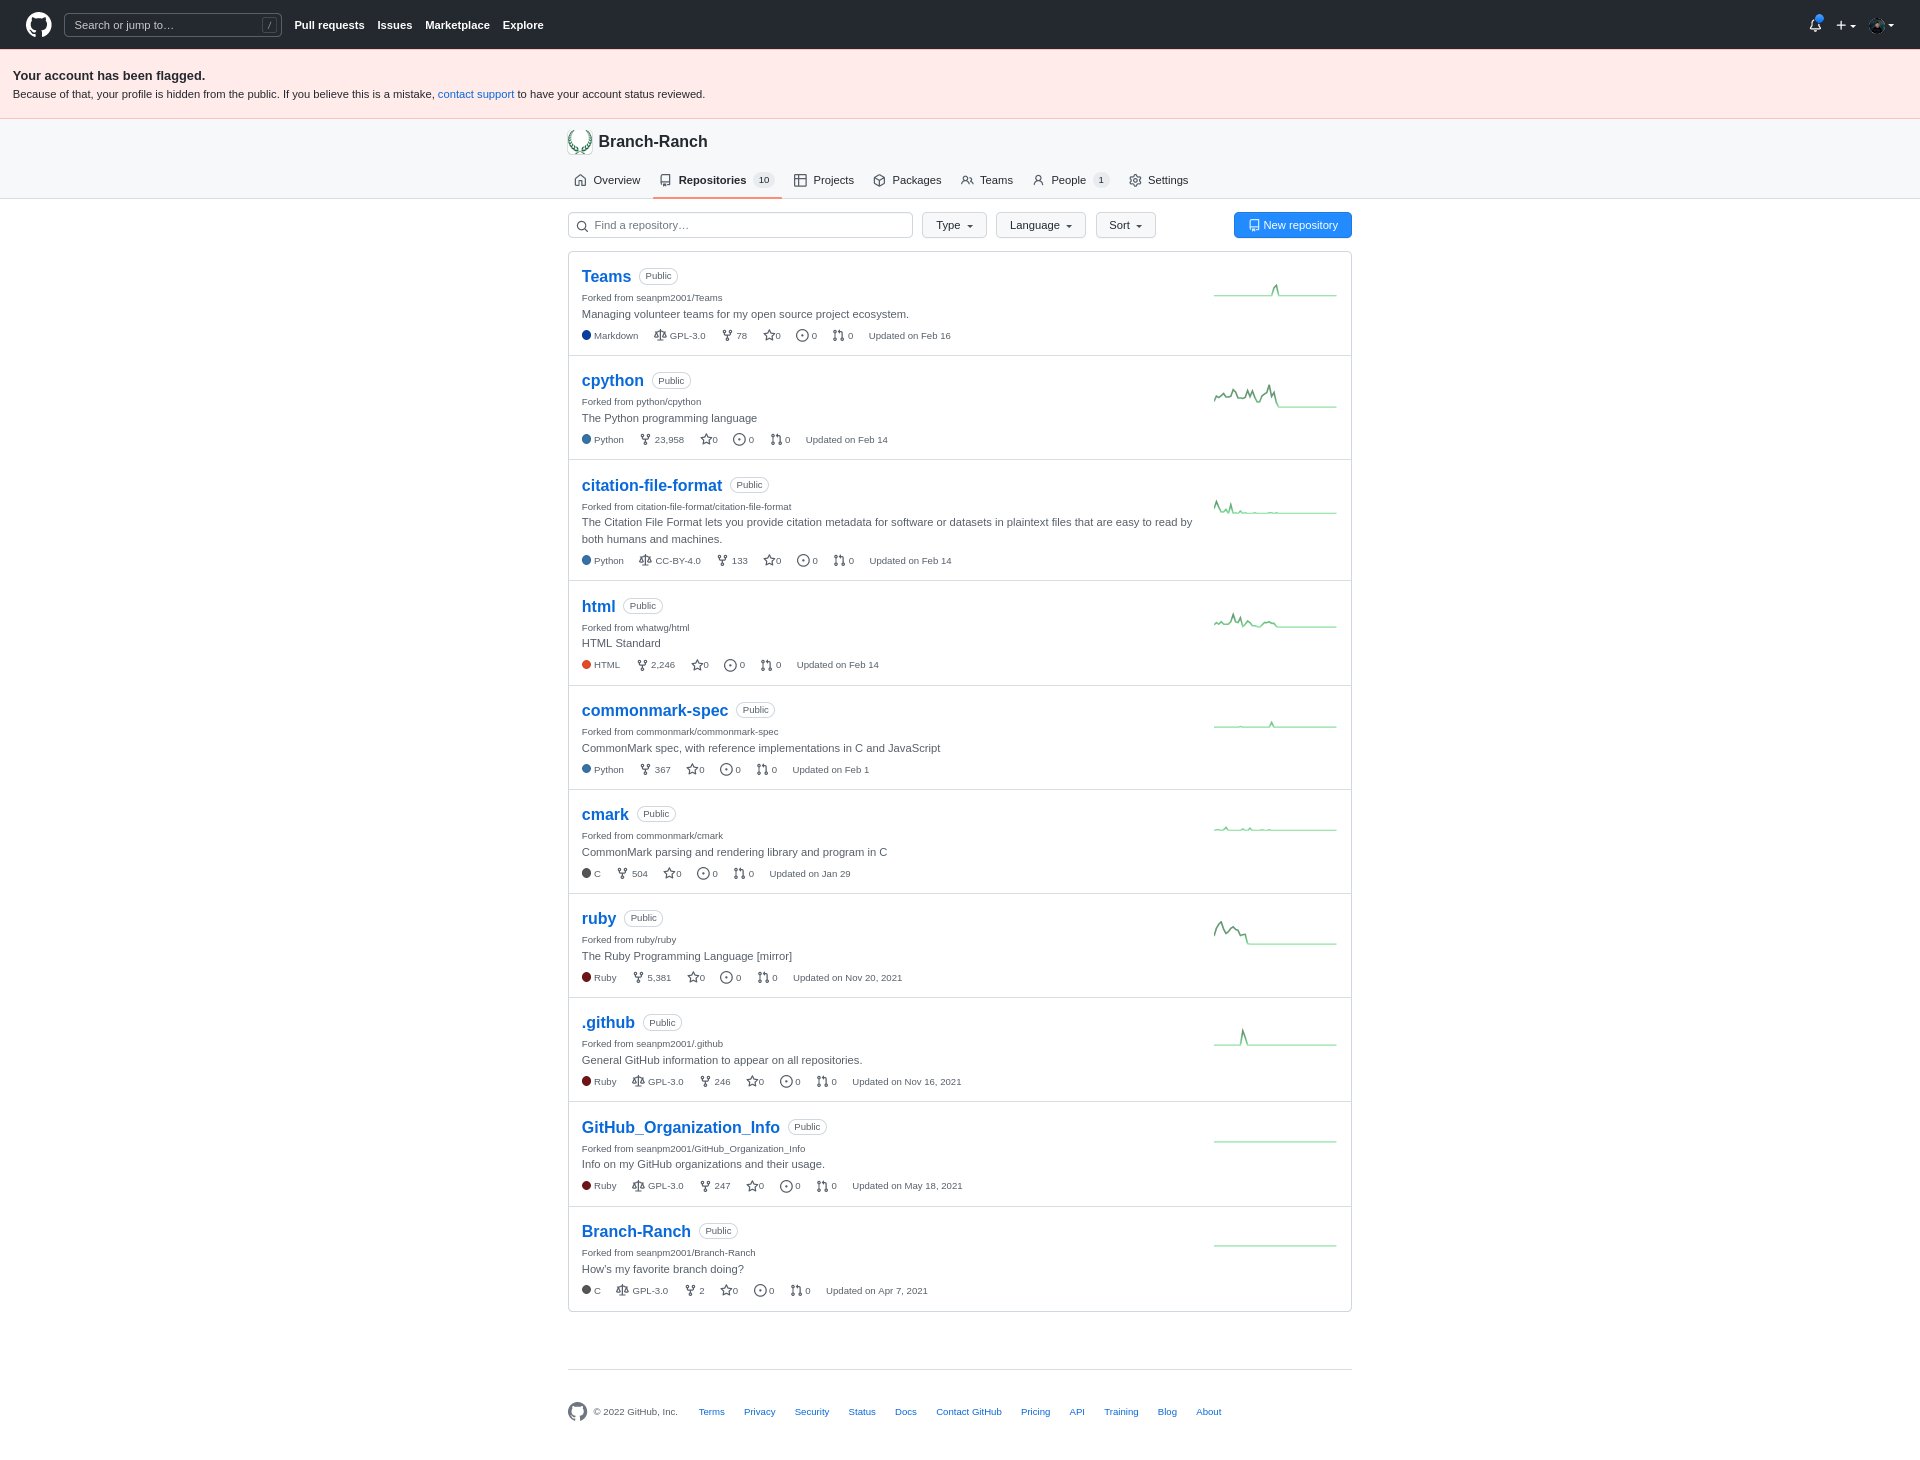 Search or jump to… /
Pull requests Issues Marketplace Explore
Your account has been flagged.
Because of that, your profile is hidden from the public. If you believe this is a mistake, contact support to have your account status reviewed.
Branch-Ranch
Overview Repositories 10 Projects Packages Teams People 1 Settings
Find a repository… Type Language Sort New repository
Teams Public
Forked from seanpm2001/Teams
Managing volunteer teams for my open source project ecosystem.
Markdown GPL-3.0 78 0 0 0 Updated on Feb 16
cpython Public
Forked from python/cpython
The Python programming language
Python 23,958 0 0 0 Updated on Feb 14
citation-file-format Public
Forked from citation-file-format/citation-file-format
The Citation File Format lets you provide citation metadata for software or datasets in plaintext files that are easy to read by
both humans and machines.
Python CC-BY-4.0 133 0 0 0 Updated on Feb 14
html Public
Forked from whatwg/html
HTML Standard
HTML 2,246 0 0 0 Updated on Feb 14
commonmark-spec Public
Forked from commonmark/commonmark-spec
CommonMark spec, with reference implementations in C and JavaScript
Python 367 0 0 0 Updated on Feb 1
cmark Public
Forked from commonmark/cmark
CommonMark parsing and rendering library and program in C
C 504 0 0 0 Updated on Jan 29
ruby Public
Forked from ruby/ruby
The Ruby Programming Language [mirror]
Ruby 5,381 0 0 0 Updated on Nov 20, 2021
.github Public
Forked from seanpm2001/.github
General GitHub information to appear on all repositories.
Ruby GPL-3.0 246 0 0 0 Updated on Nov 16, 2021
GitHub_Organization_Info Public
Forked from seanpm2001/GitHub_Organization_Info
Info on my GitHub organizations and their usage.
Ruby GPL-3.0 247 0 0 0 Updated on May 18, 2021
Branch-Ranch Public
Forked from seanpm2001/Branch-Ranch
How's my favorite branch doing?
C GPL-3.0 2 0 0 0 Updated on Apr 7, 2021
© 2022 GitHub, Inc. Terms Privacy Security Status Docs Contact GitHub Pricing API Training Blog About